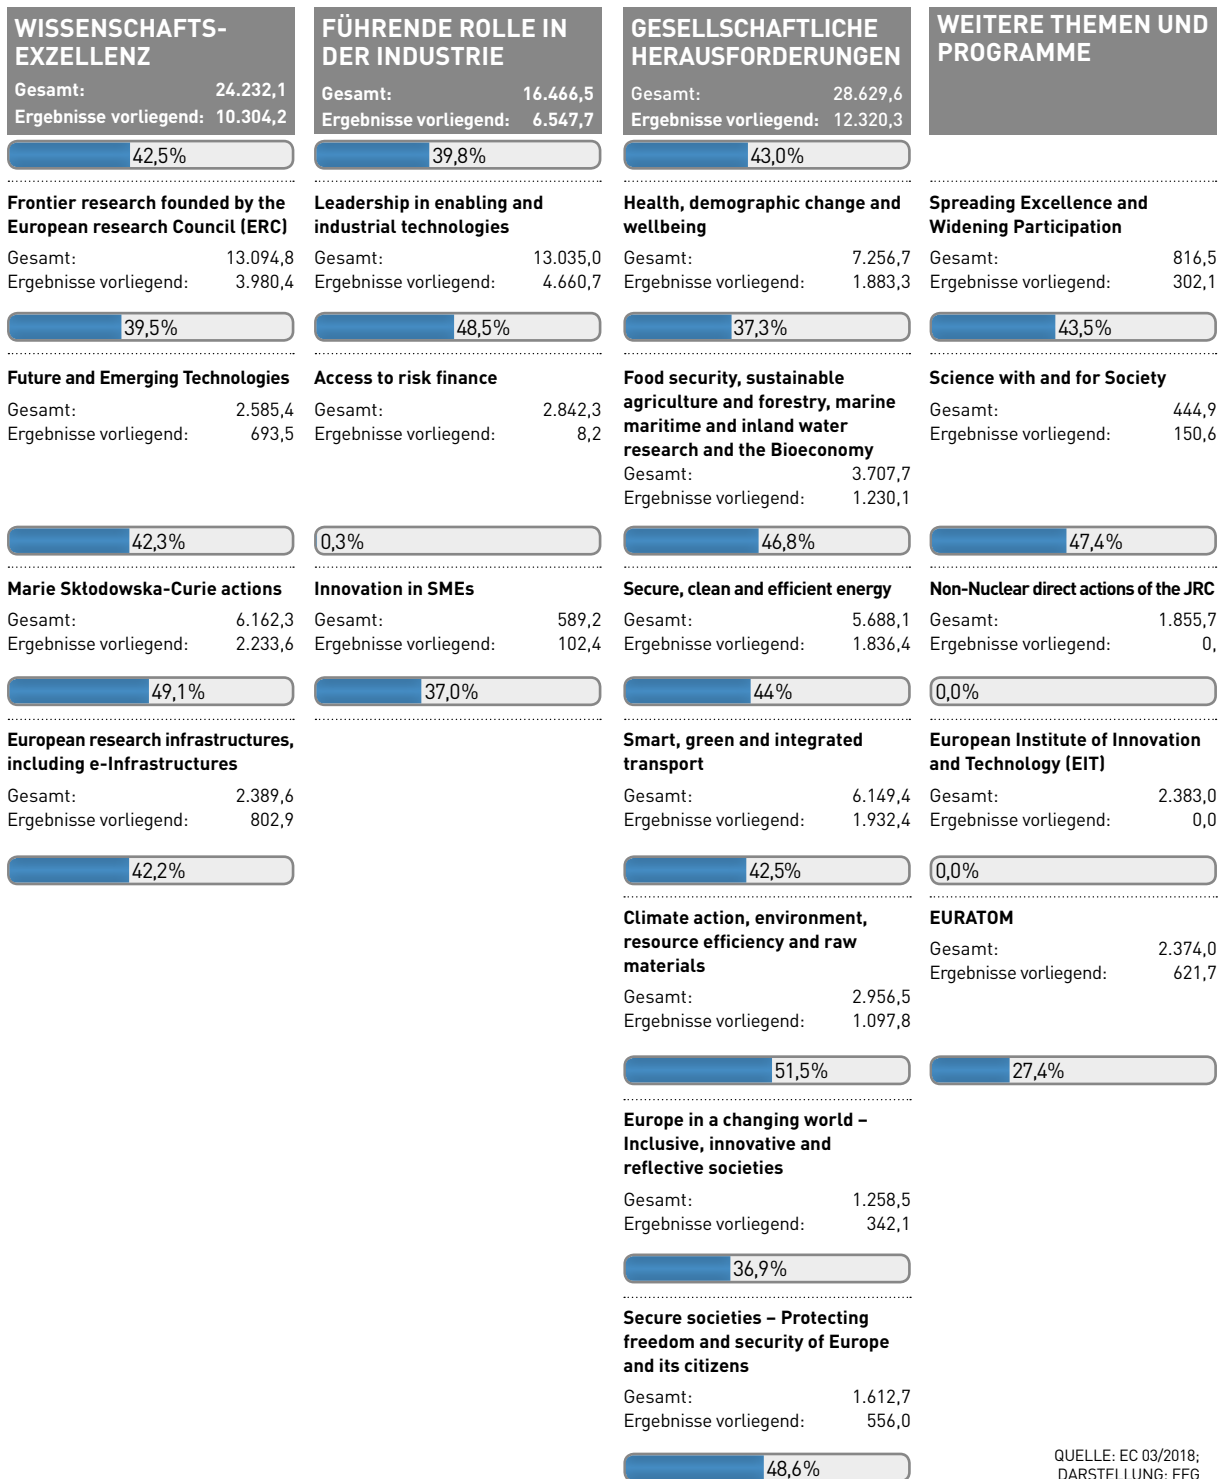 WISSENSCHAFTS-
EXZELLENZ
Gesamt: 24.232,1
Ergebnisse vorliegend: 10.304,2
42,5%
Frontier research founded by the
European research Council (ERC)
Gesamt: 13.094,8
Ergebnisse vorliegend: 3.980,4
39,5%
Future and Emerging Technologies
Gesamt: 2.585,4
Ergebnisse vorliegend: 693,5
42,3%
Marie Skłodowska-Curie actions
Gesamt: 6.162,3
Ergebnisse vorliegend: 2.233,6
49,1%
European research infrastructures,
including e-Infrastructures
Gesamt: 2.389,6
Ergebnisse vorliegend: 802,9
42,2%
FÜHRENDE ROLLE IN
DER INDUSTRIE
Gesamt: 16.466,5
Ergebnisse vorliegend: 6.547,7
39,8%
Leadership in enabling and
industrial technologies
Gesamt: 13.035,0
Ergebnisse vorliegend: 4.660,7
48,5%
Access to risk finance
Gesamt: 2.842,3
Ergebnisse vorliegend: 8,2
0,3%
Innovation in SMEs
Gesamt: 589,2
Ergebnisse vorliegend: 102,4
37,0%
GESELLSCHAFTLICHE
HERAUSFORDERUNGEN
Gesamt: 28.629,6
Ergebnisse vorliegend: 12.320,3
43,0%
Health, demographic change and
wellbeing
Gesamt: 7.256,7
Ergebnisse vorliegend: 1.883,3
37,3%
Food security, sustainable
agriculture and forestry, marine
maritime and inland water
research and the Bioeconomy
Gesamt: 3.707,7
Ergebnisse vorliegend: 1.230,1
46,8%
Secure, clean and efficient energy
Gesamt: 5.688,1
Ergebnisse vorliegend: 1.836,4
44%
Smart, green and integrated
transport
Gesamt: 6.149,4
Ergebnisse vorliegend: 1.932,4
42,5%
Climate action, environment,
resource efficiency and raw
materials
Gesamt: 2.956,5
Ergebnisse vorliegend: 1.097,8
51,5%
Europe in a changing world –
Inclusive, innovative and
reflective societies
Gesamt: 1.258,5
Ergebnisse vorliegend: 342,1
36,9%
Secure societies – Protecting
freedom and security of Europe
and its citizens
Gesamt: 1.612,7
Ergebnisse vorliegend: 556,0
48,6%
WEITERE THEMEN UND
PROGRAMME
Spreading Excellence and
Widening Participation
Gesamt: 816,5
Ergebnisse vorliegend: 302,1
43,5%
Science with and for Society
Gesamt: 444,9
Ergebnisse vorliegend: 150,6
47,4%
Non-Nuclear direct actions of the JRC
Gesamt: 1.855,7
Ergebnisse vorliegend: 0,
0,0%
European Institute of Innovation
and Technology (EIT)
Gesamt: 2.383,0
Ergebnisse vorliegend: 0,0
0,0%
EURATOM
Gesamt: 2.374,0
Ergebnisse vorliegend: 621,7
27,4%
QUELLE: EC 03/2018;
DARSTELLUNG: FFG